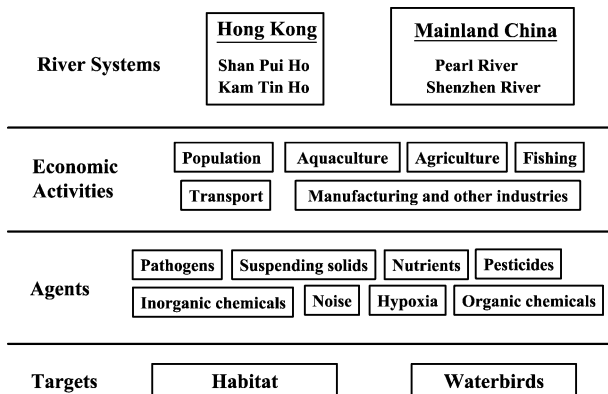 Hong Kong
Shan Pui Ho
Kam Tin Ho
Mainland China
Pearl River
Shenzhen River
River Systems
Economic
Activities
Population
Aquaculture
Agriculture
Fishing
Transport
Manufacturing and other industries
Agents
Pathogens
Suspending solids
Nutrients
Pesticides
Inorganic chemicals
Noise
Hypoxia
Organic chemicals
Targets
Habitat
Waterbirds